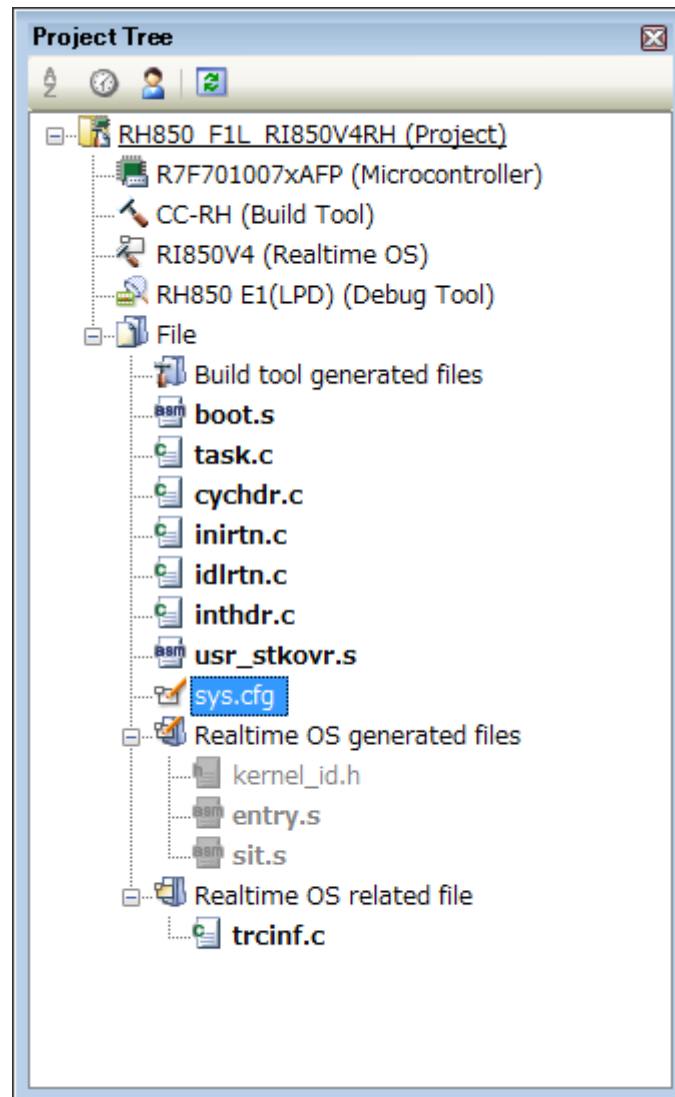 Project Tree
RH850_F1L_RI850V4RH (Project)
R7F701007xAFP (Microcontroller)
CC-RH (Build Tool)
RI850V4 (Realtime OS)
RH850 E1(LPD) (Debug Tool)
File
Build tool generated files
boot.s
task.c
cychdr.c
inirtn.c
idlrtn.c
inthdr.c
usr_stkovr.s
sys.cfg
Realtime OS generated files
kernel_id.h
entry.s
sit.s
Realtime OS related file
trcinf.c